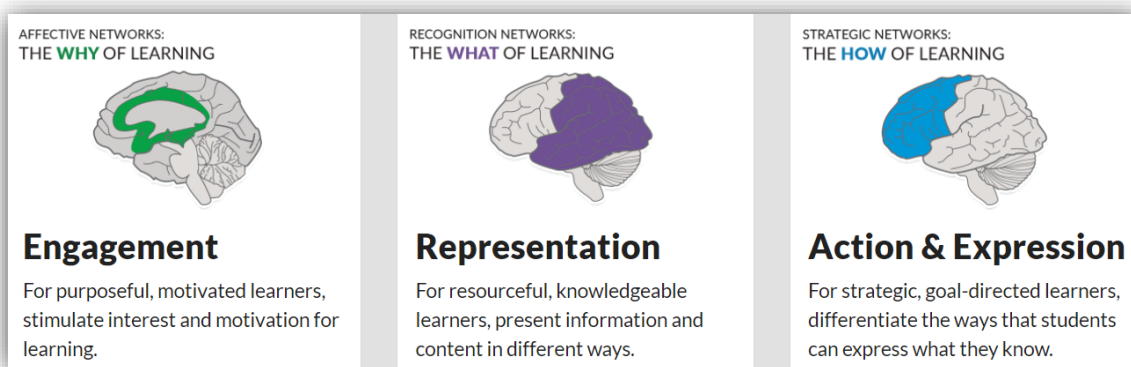 AFFECTIVE NETWORKS:
THE WHY OF LEARNING
Engagement
For purposeful, motivated learners,
stimulate interest and motivation for
learning.
RECOGNITION NETWORKS:
THE WHAT OF LEARNING
Representation
For resourceful, knowledgeable
learners, present information and
content in different ways.
STRATEGIC NETWORKS:
THE HOW OF LEARNING
Action & Expression
For strategic, goal-directed learners,
differentiate the ways that students
can express what they know.